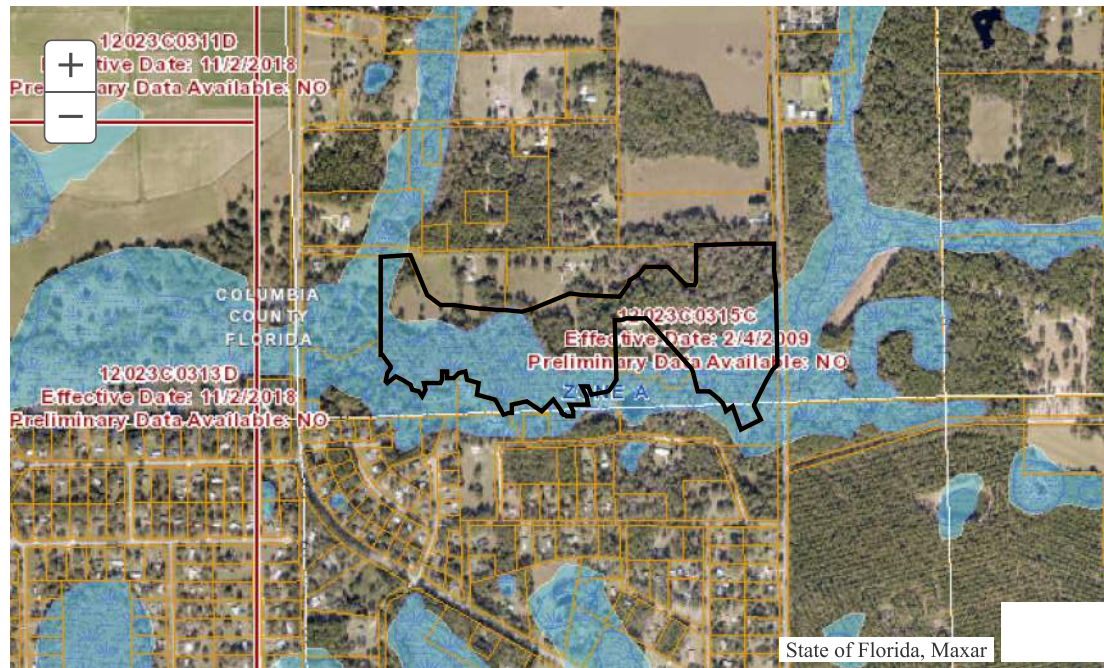 12023C0311D
Effective Date: 11/2/2018
Preliminary Data Available: NO
+
−
COLUMBIA
COUNTY
FLORIDA
12023C0315C
Effective Date: 2/4/2009
Preliminary Data Available: NO
12023C0313D
Effective Date: 11/2/2018
Preliminary Data Available: NO
ZONE A
State of Florida, Maxar